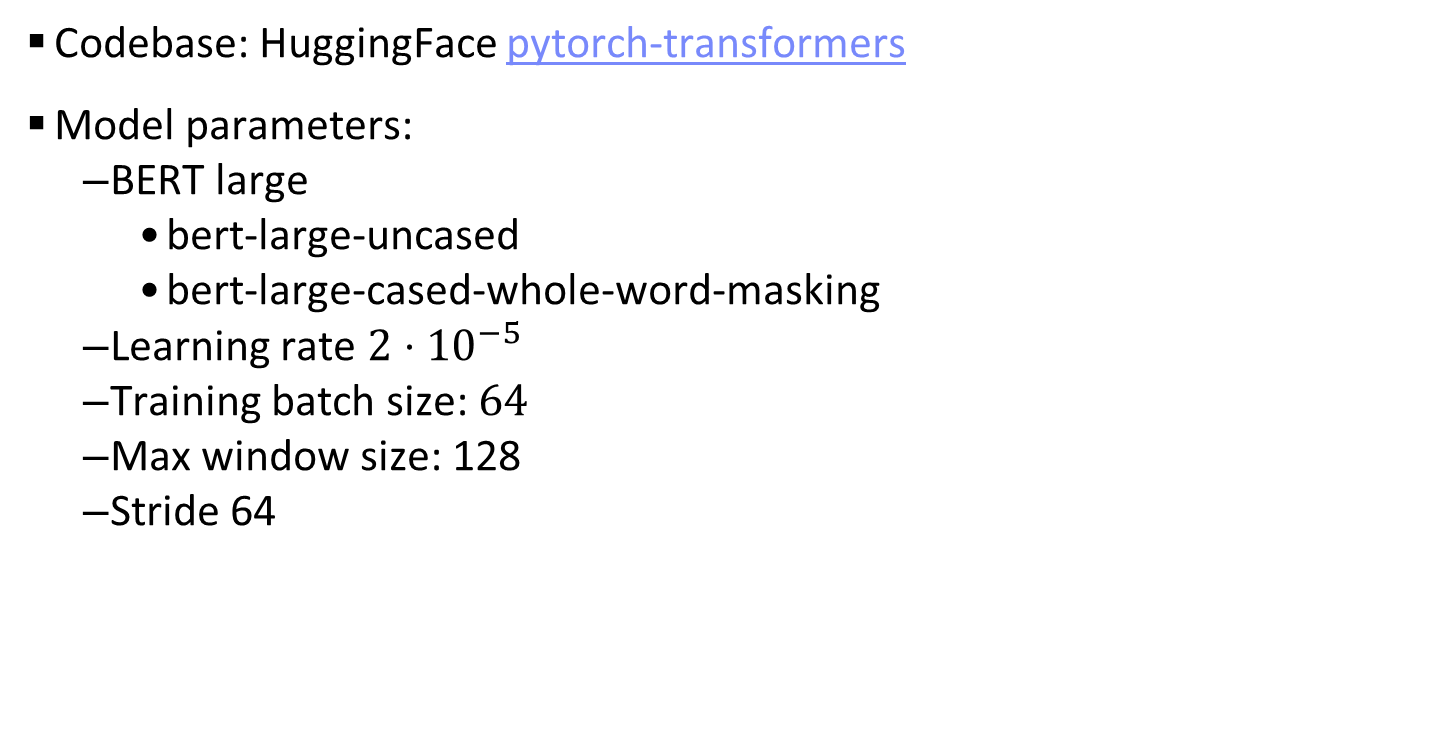 ▪ Codebase: HuggingFace pytorch-transformers
▪ Model parameters:
–BERT large
• bert-large-uncased
• bert-large-cased-whole-word-masking
–Learning rate 2 · 10⁻⁵
–Training batch size: 64
–Max window size: 128
–Stride 64